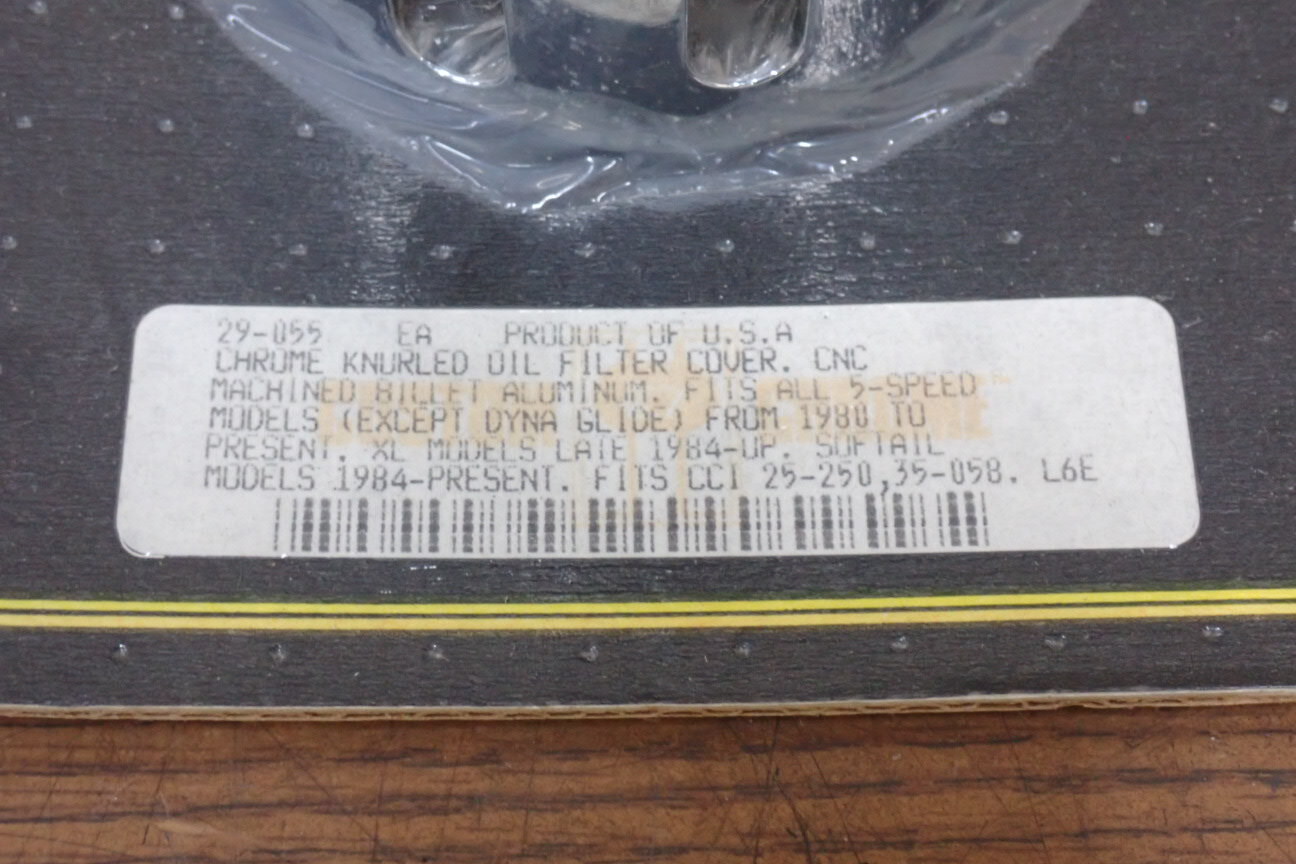 29-055 EA PRODUCT OF U.S.A
CHROME KNURLED OIL FILTER COVER. CNC
MACHINED BILLET ALUMINUM. FITS ALL 5-SPEED
MODELS (EXCEPT DYNA GLIDE) FROM 1980 TO
PRESENT. XL MODELS LATE 1984-UP. SOFTAIL
MODELS 1984-PRESENT. FITS CCI 25-250,35-058. L6E